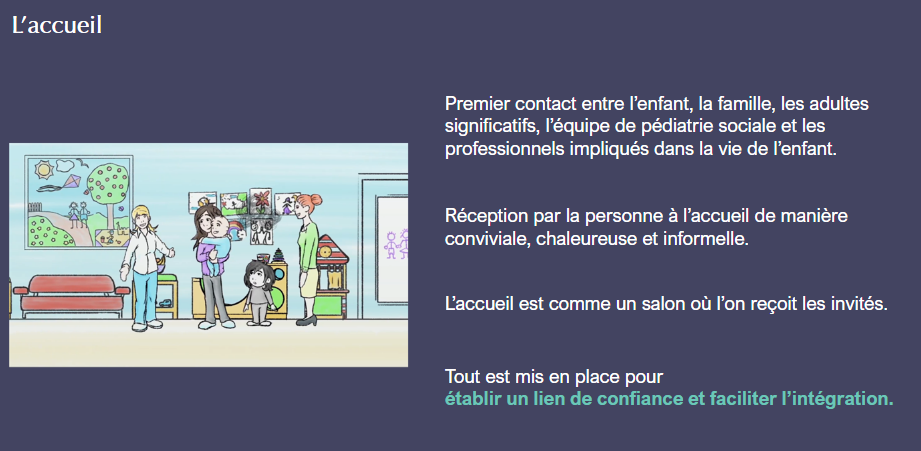 L’accueil
Premier contact entre l’enfant, la famille, les adultes
significatifs, l’équipe de pédiatrie sociale et les
professionnels impliqués dans la vie de l’enfant.
Réception par la personne à l’accueil de manière
conviviale, chaleureuse et informelle.
L’accueil est comme un salon où l’on reçoit les invités.
Tout est mis en place pour
établir un lien de confiance et faciliter l’intégration.